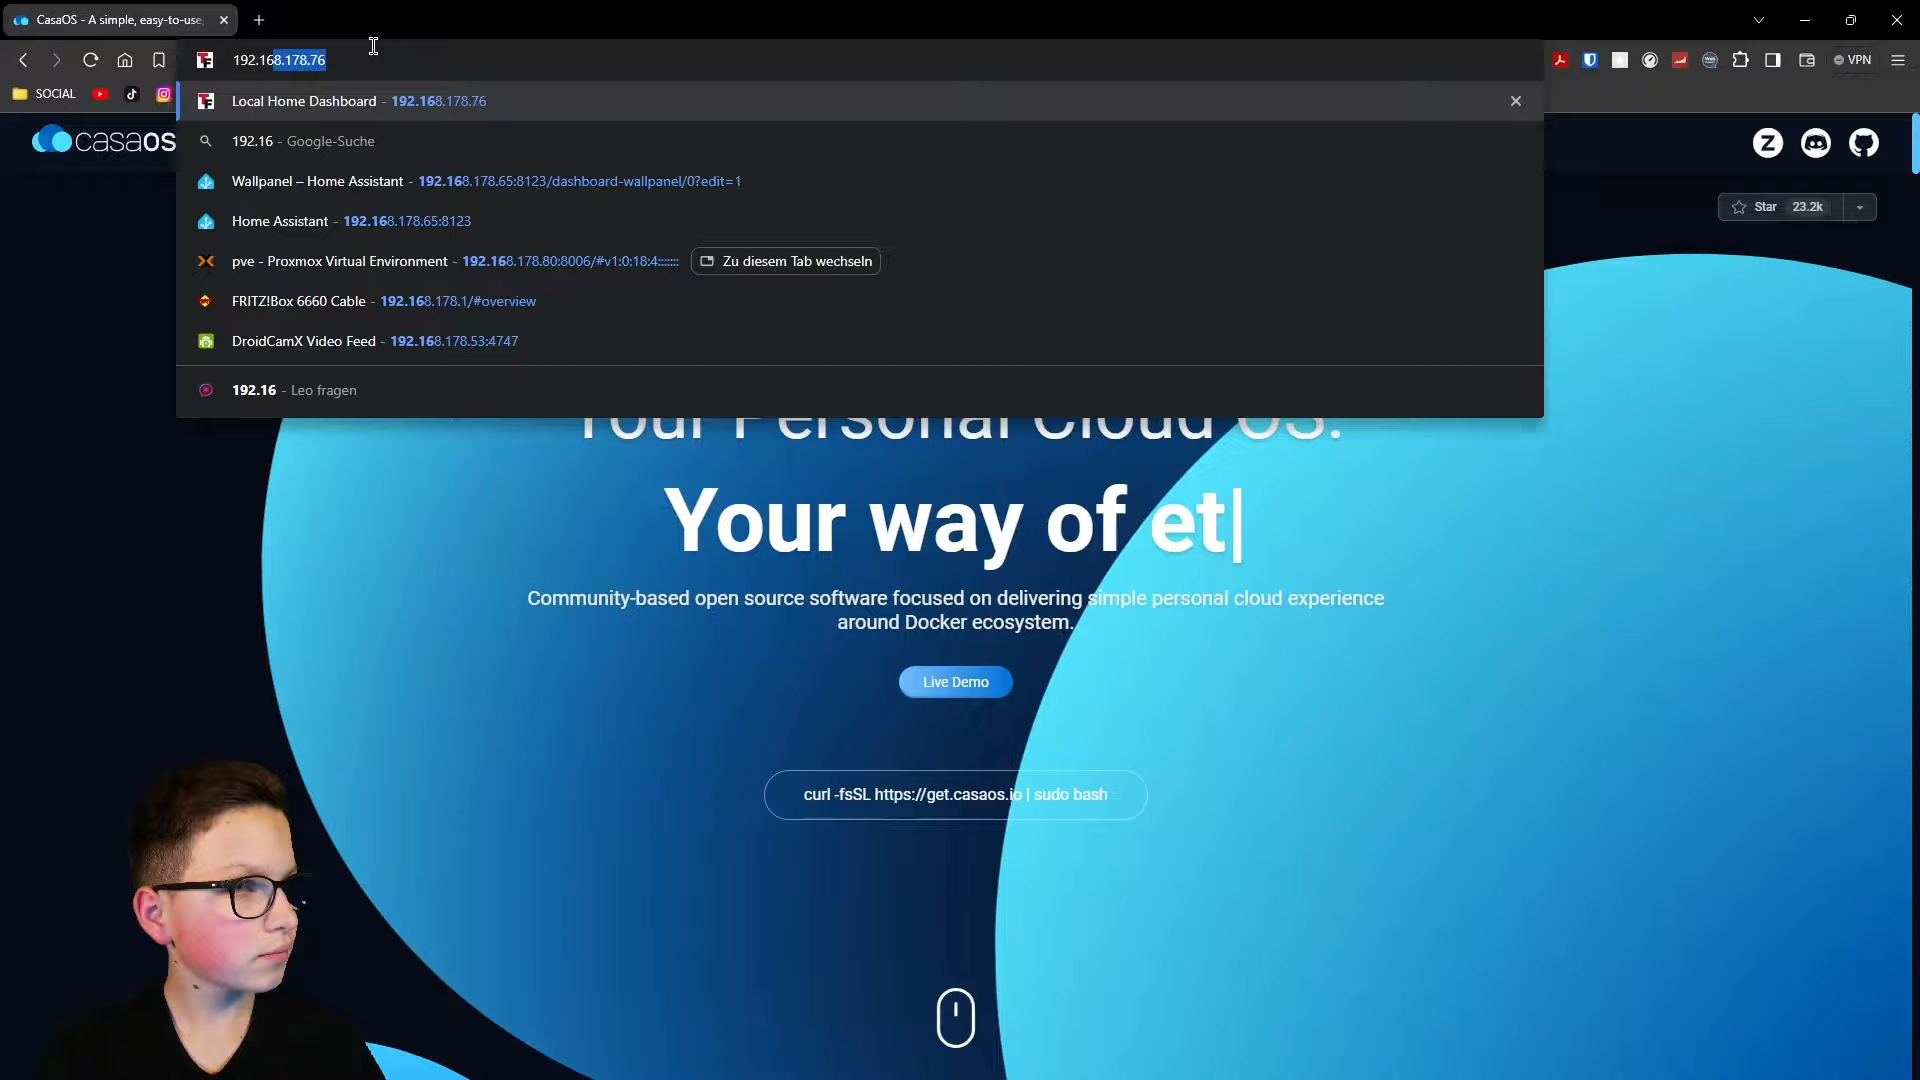 CasaOS - A simple, easy-to-use,
192.168.178.76
VPN
SOCIAL
Local Home Dashboard - 192.168.178.76
192.16 - Google-Suche
Wallpanel – Home Assistant - 192.168.178.65:8123/dashboard-wallpanel/0?edit=1
Home Assistant - 192.168.178.65:8123
pve - Proxmox Virtual Environment - 192.168.178.80:8006/#v1:0:18:4:::::::
Zu diesem Tab wechseln
FRITZ!Box 6660 Cable - 192.168.178.1/#overview
DroidCamX Video Feed - 192.168.178.53:4747
192.16 - Leo fragen
casaOS
Z
Star 23.2k
Your Personal Cloud OS.
Your way of et|
Community-based open source software focused on delivering simple personal cloud experience
around Docker ecosystem.
Live Demo
curl -fsSL https://get.casaos.io | sudo bash